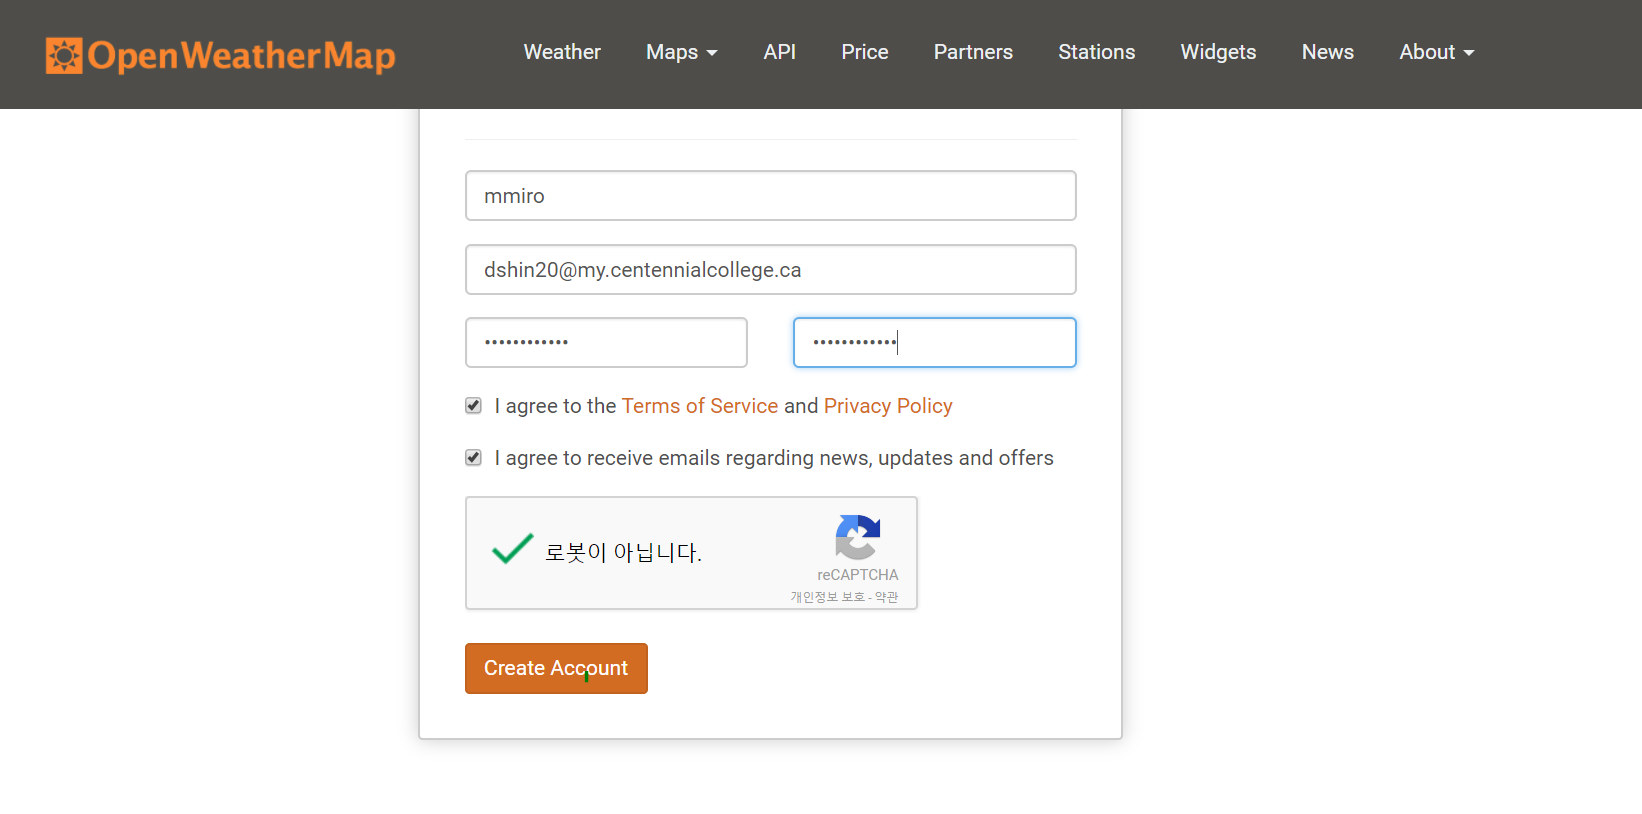 OpenWeatherMap Weather Maps API Price Partners Stations Widgets News About
mmiro
dshin20@my.centennialcollege.ca
•••••••••••• ••••••••••••
I agree to the Terms of Service and Privacy Policy
I agree to receive emails regarding news, updates and offers
로봇이 아닙니다.
reCAPTCHA
개인정보 보호 - 약관
Create Account